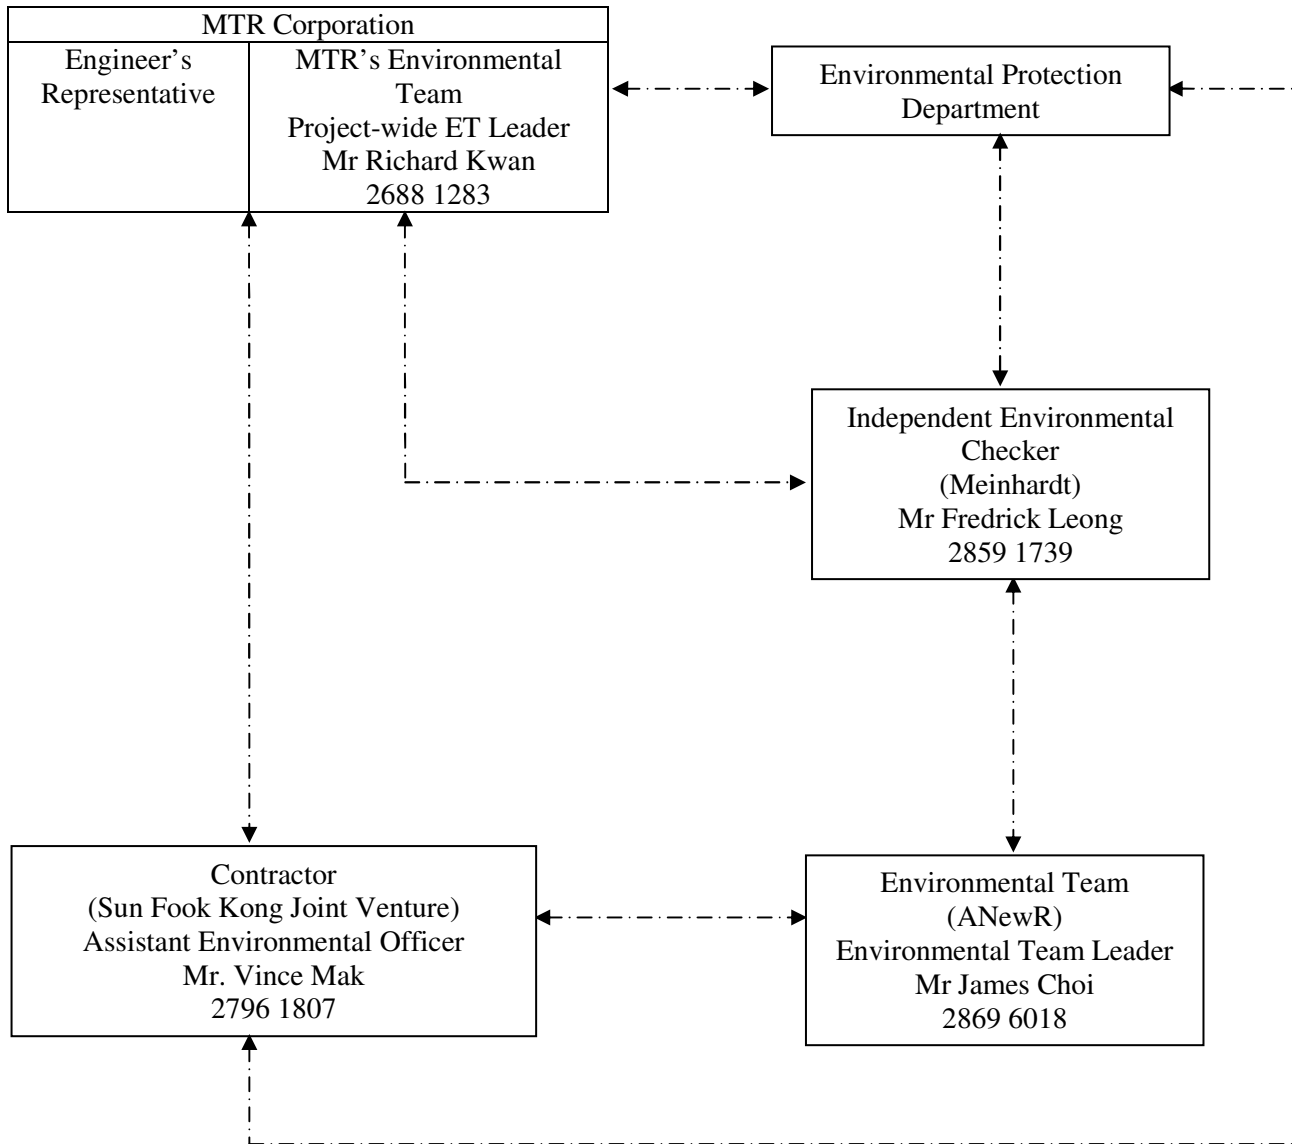 MTR Corporation
Engineer's
Representative
MTR's Environmental
Team
Project-wide ET Leader
Mr Richard Kwan
2688 1283
Environmental Protection
Department
Independent Environmental
Checker
(Meinhardt)
Mr Fredrick Leong
2859 1739
Contractor
(Sun Fook Kong Joint Venture)
Assistant Environmental Officer
Mr. Vince Mak
2796 1807
Environmental Team
(ANewR)
Environmental Team Leader
Mr James Choi
2869 6018